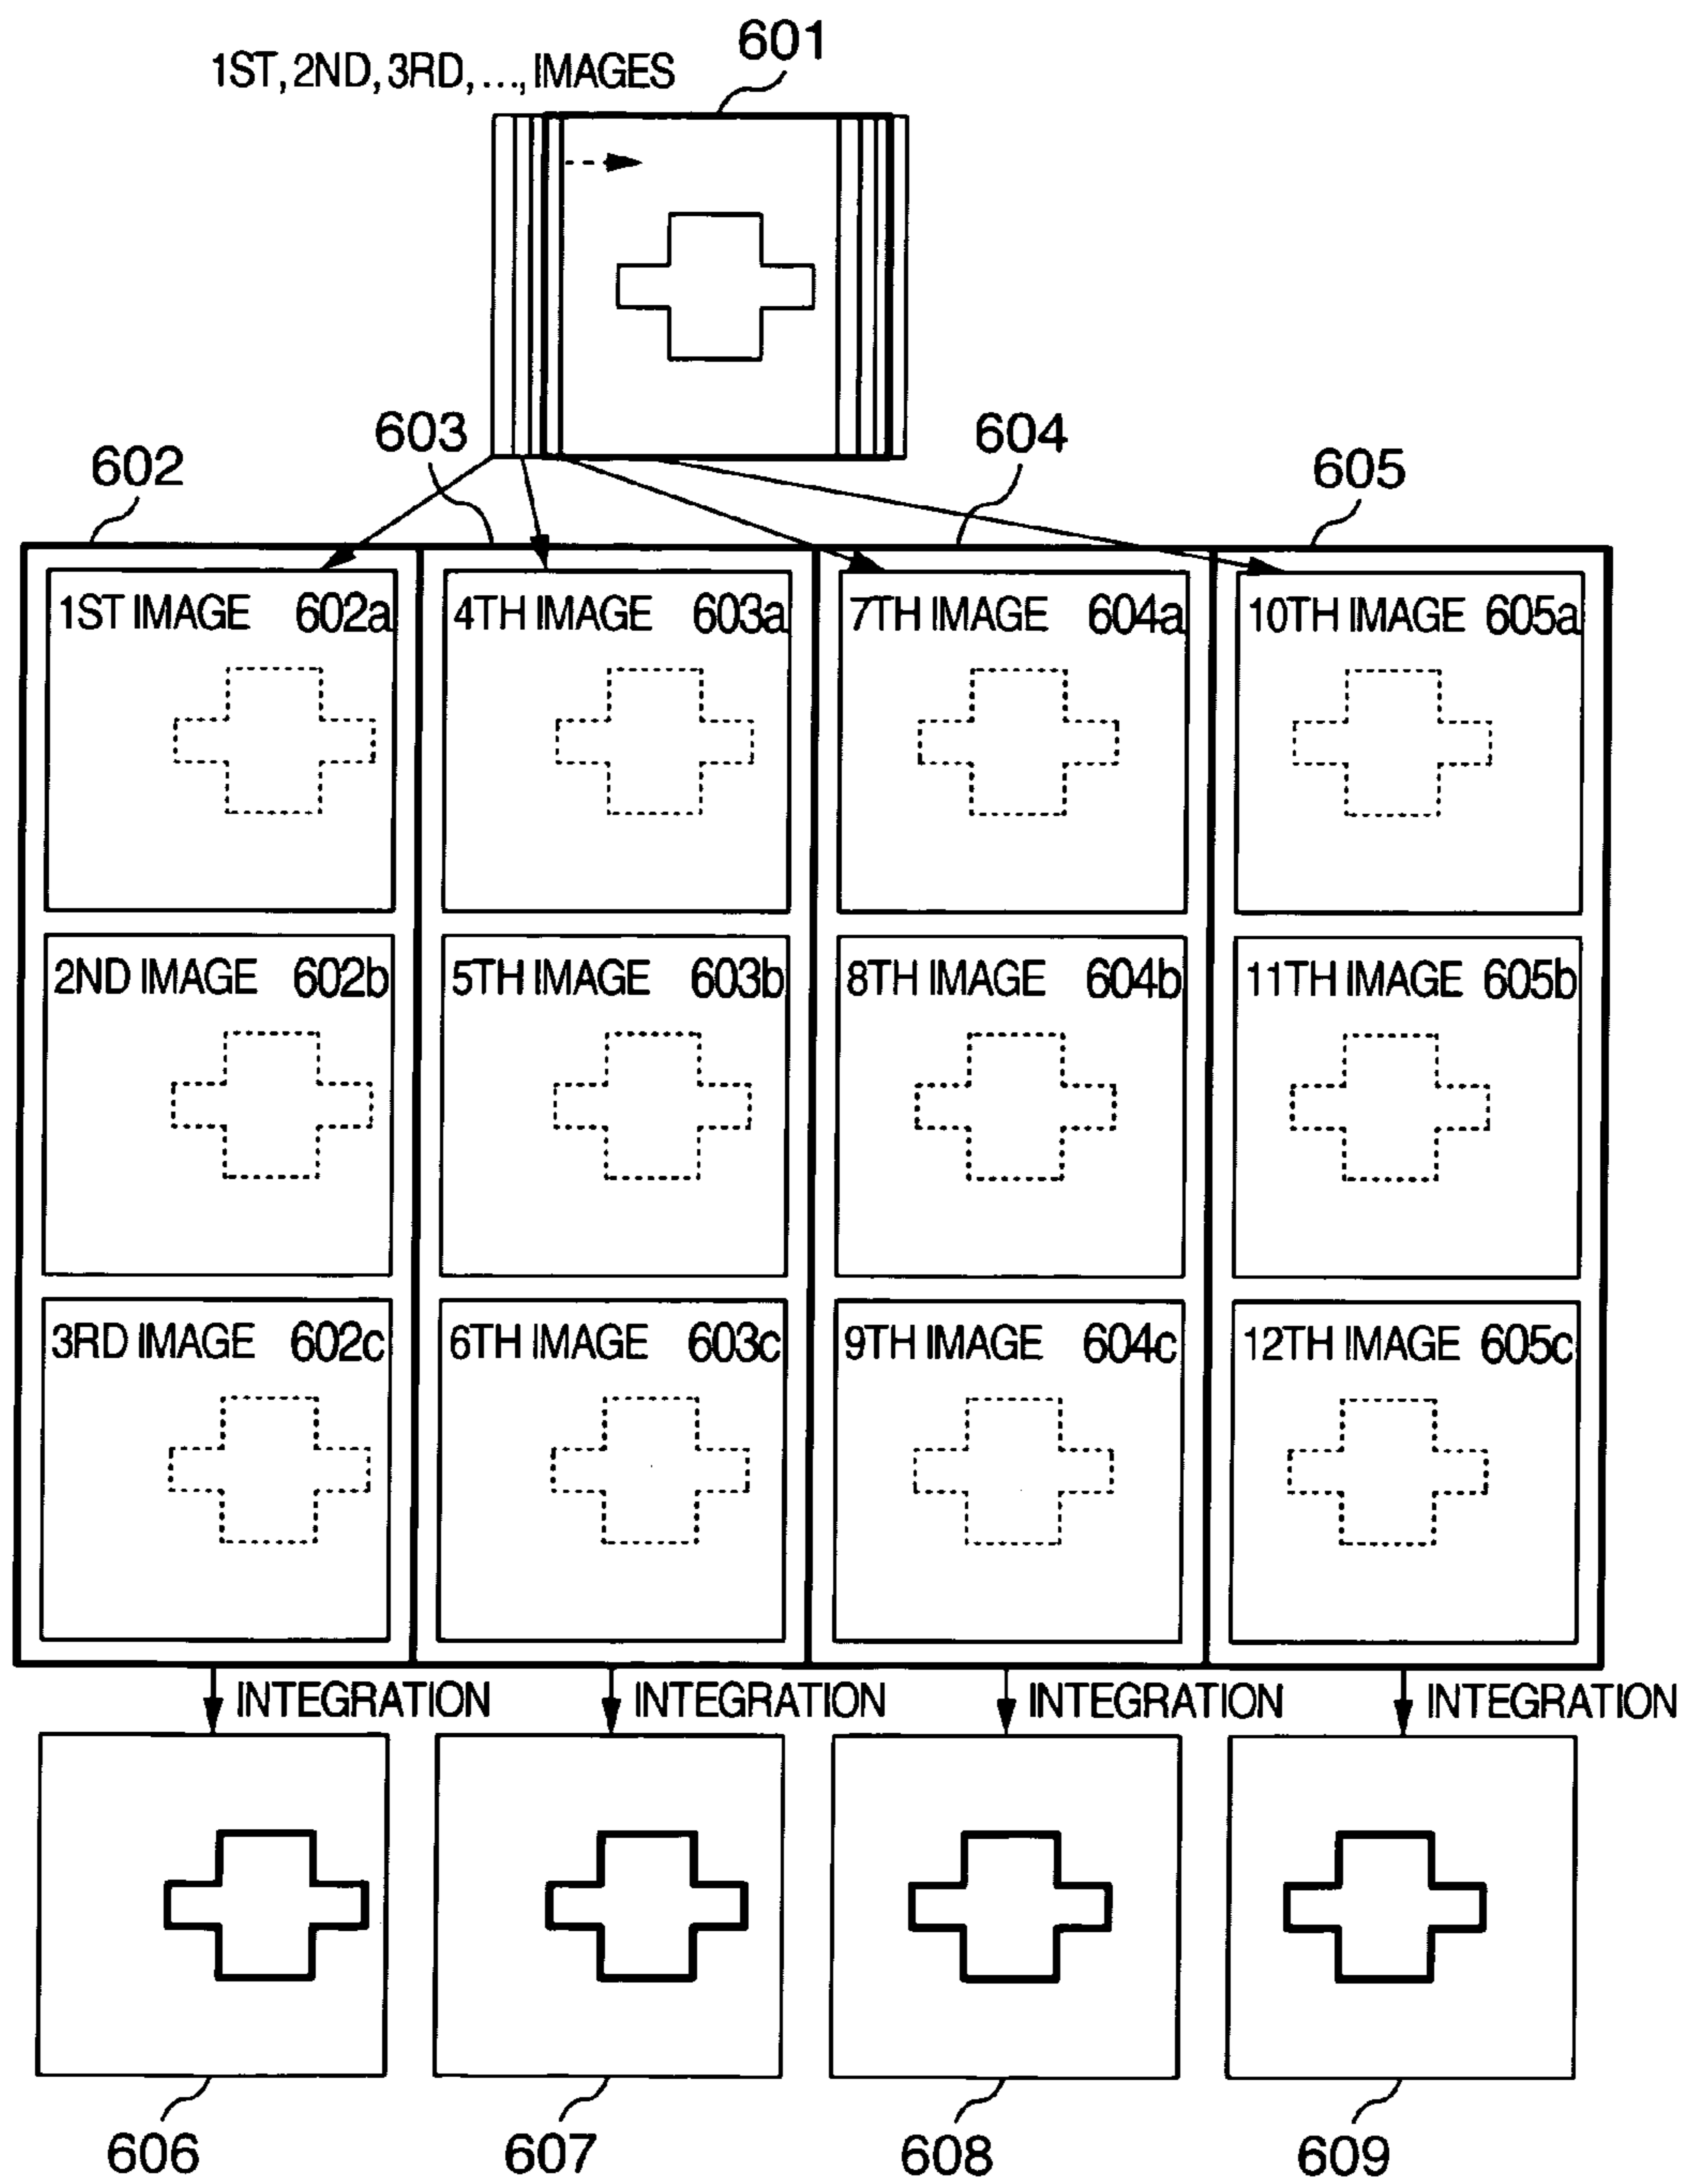 601
1ST, 2ND, 3RD, ..., IMAGES
602
603
604
605
1ST IMAGE 602a
4TH IMAGE 603a
7TH IMAGE 604a
10TH IMAGE 605a
2ND IMAGE 602b
5TH IMAGE 603b
8TH IMAGE 604b
11TH IMAGE 605b
3RD IMAGE 602c
6TH IMAGE 603c
9TH IMAGE 604c
12TH IMAGE 605c
INTEGRATION
INTEGRATION
INTEGRATION
INTEGRATION
606
607
608
609